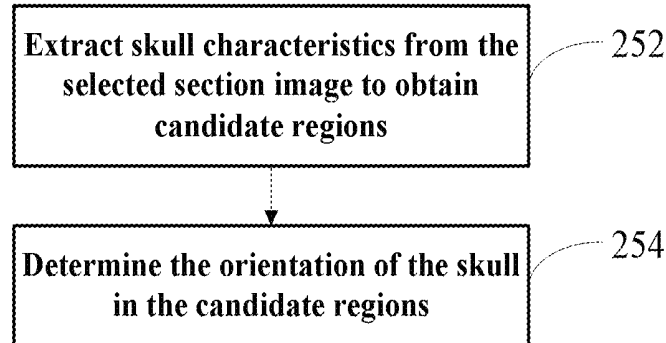 Extract skull characteristics from the
selected section image to obtain
candidate regions
252
Determine the orientation of the skull
in the candidate regions
254